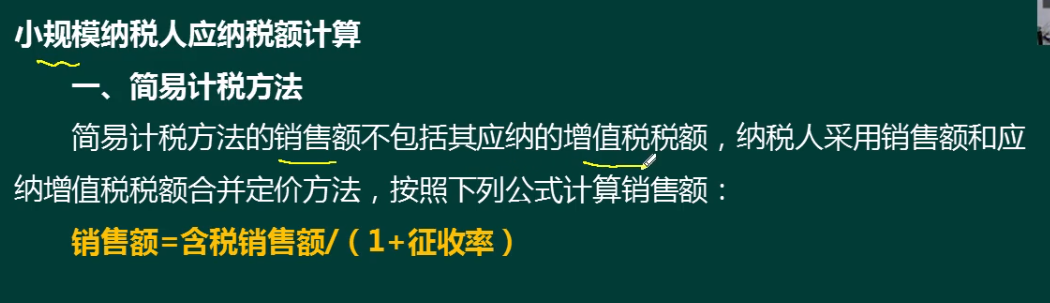 小规模纳税人应纳税额计算
一、简易计税方法
简易计税方法的销售额不包括其应纳的增值税税额，纳税人采用销售额和应
纳增值税税额合并定价方法，按照下列公式计算销售额：
销售额=含税销售额/（1+征收率）